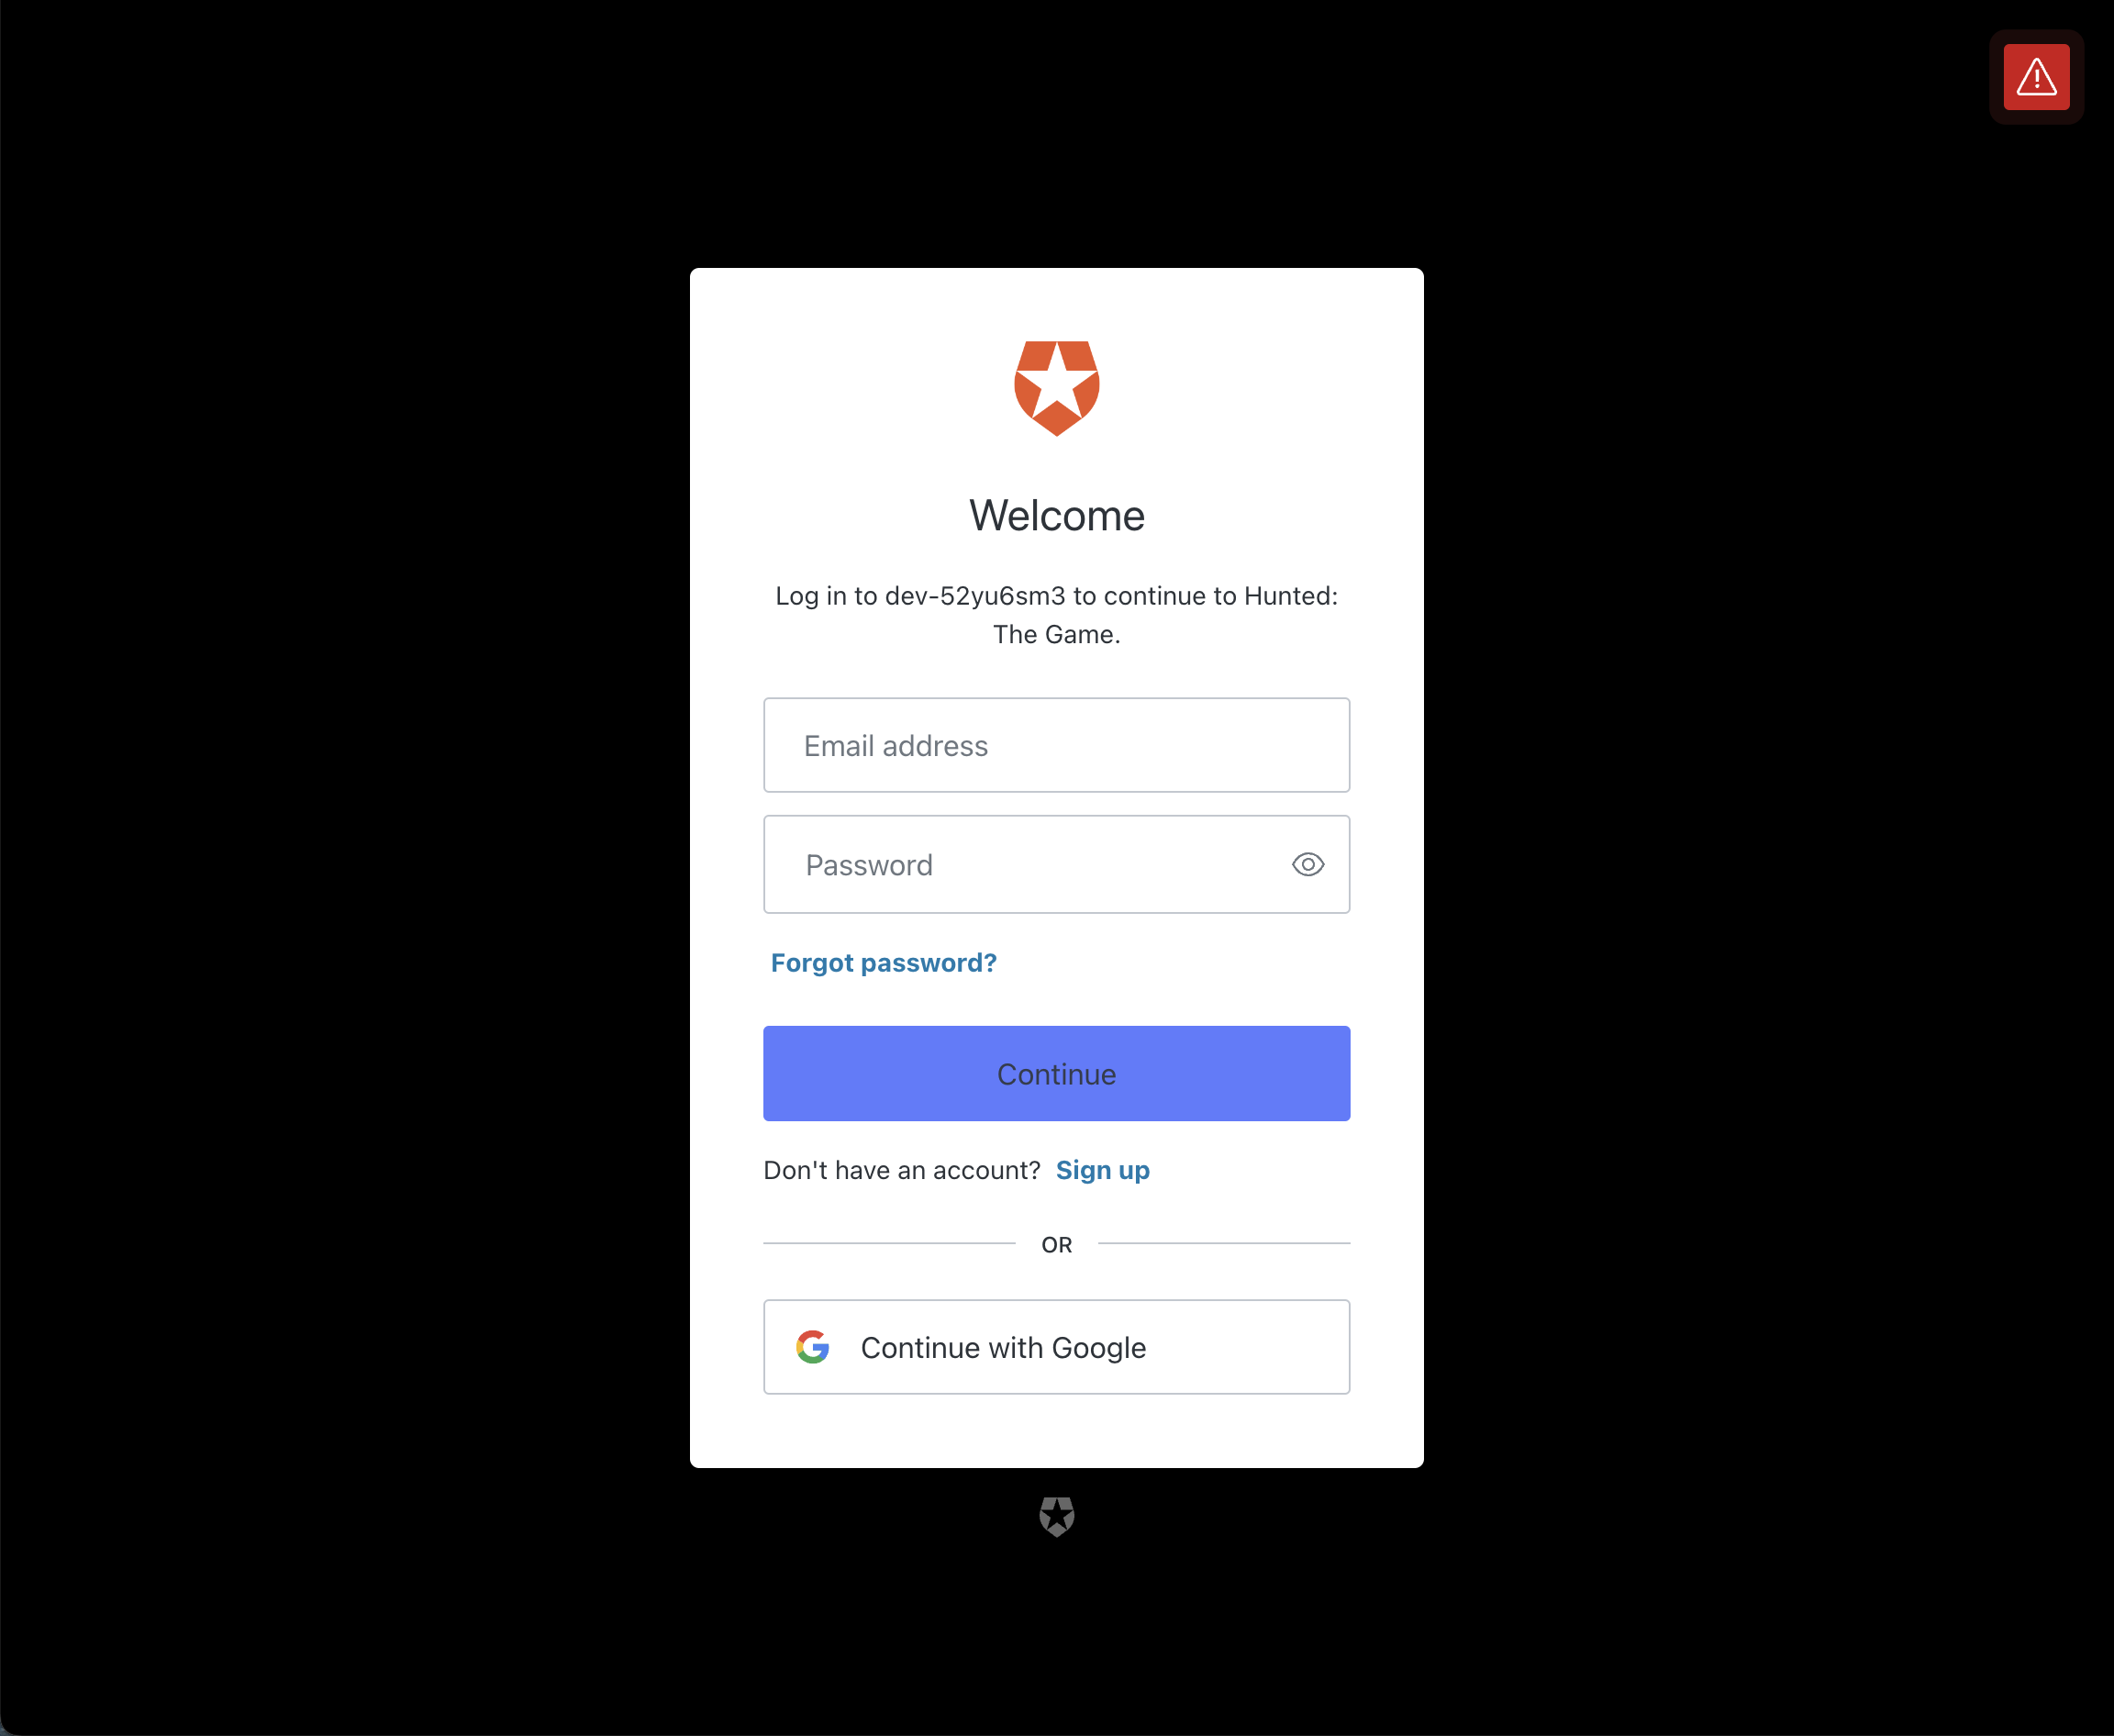 Welcome
Log in to dev-52yu6sm3 to continue to Hunted:
The Game.
Email address
Password
Forgot password?
Continue
Don't have an account? Sign up
OR
Continue with Google